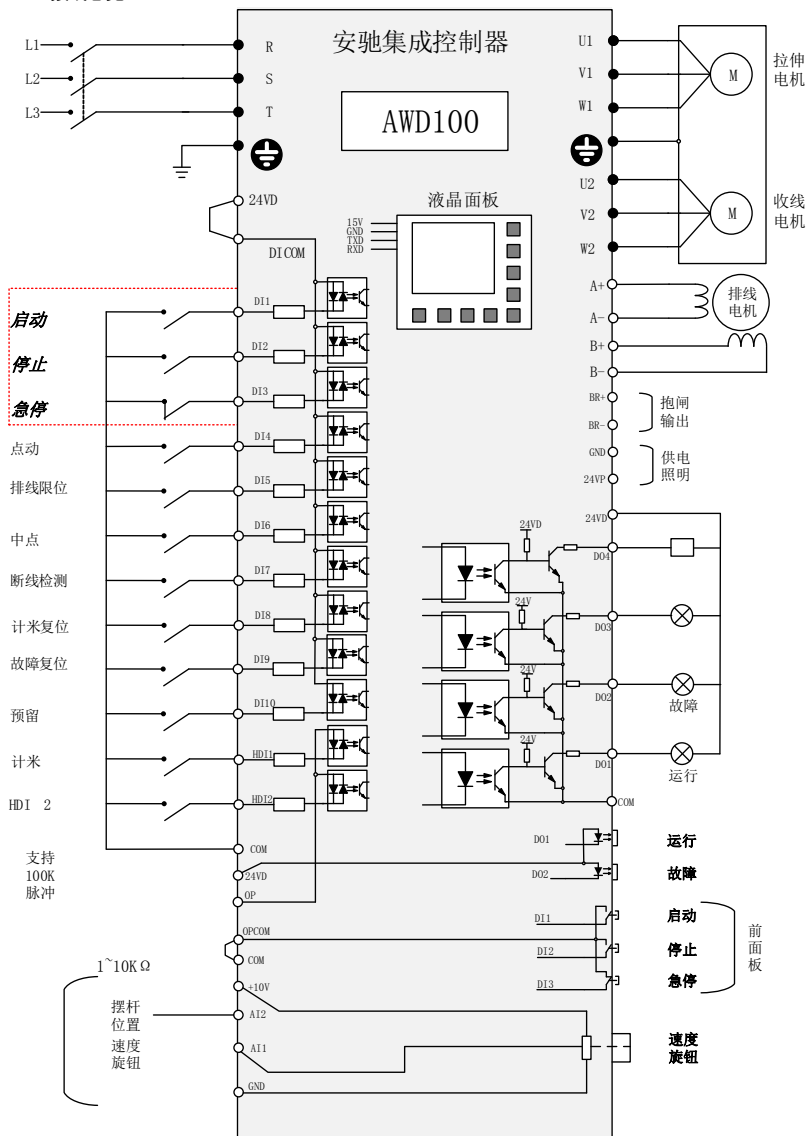 安驰集成控制器
AWD100
L1
R
L2
S
L3
T
U1
V1
W1
M
拉伸
电机
U2
V2
W2
M
收线
电机
24VD
DICOM
液晶面板
15V
GND
TXD
RXD
A+
A-
B+
B-
排线
电机
BR+
BR-
抱闸
输出
GND
24VP
供电
照明
24VD
启动
DI1
停止
DI2
急停
DI3
点动
DI4
排线限位
DI5
中点
DI6
断线检测
DI7
计米复位
DI8
故障复位
DI9
预留
DI10
计米
HDI1
HDI 2
HDI2
24VD
DO4
24V
DO3
24V
DO2
故障
24V
DO1
运行
COM
支持
100K
脉冲
COM
24VD
OP
OPCOM
COM
DO1
运行
DO2
故障
DI1
启动
DI2
停止
DI3
急停
前
面
板
1~10KΩ
+10V
摆杆
位置
AI2
速度
旋钮
AI1
GND
速度
旋钮